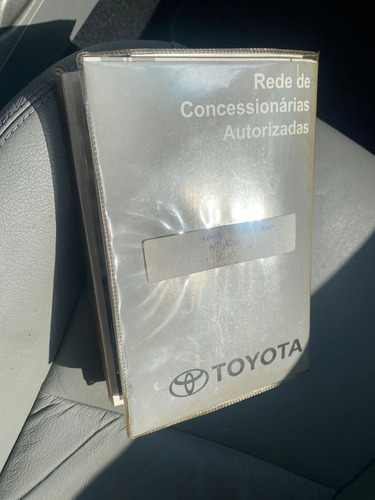 Rede de
Concessionárias
Autorizadas
TOYOTA